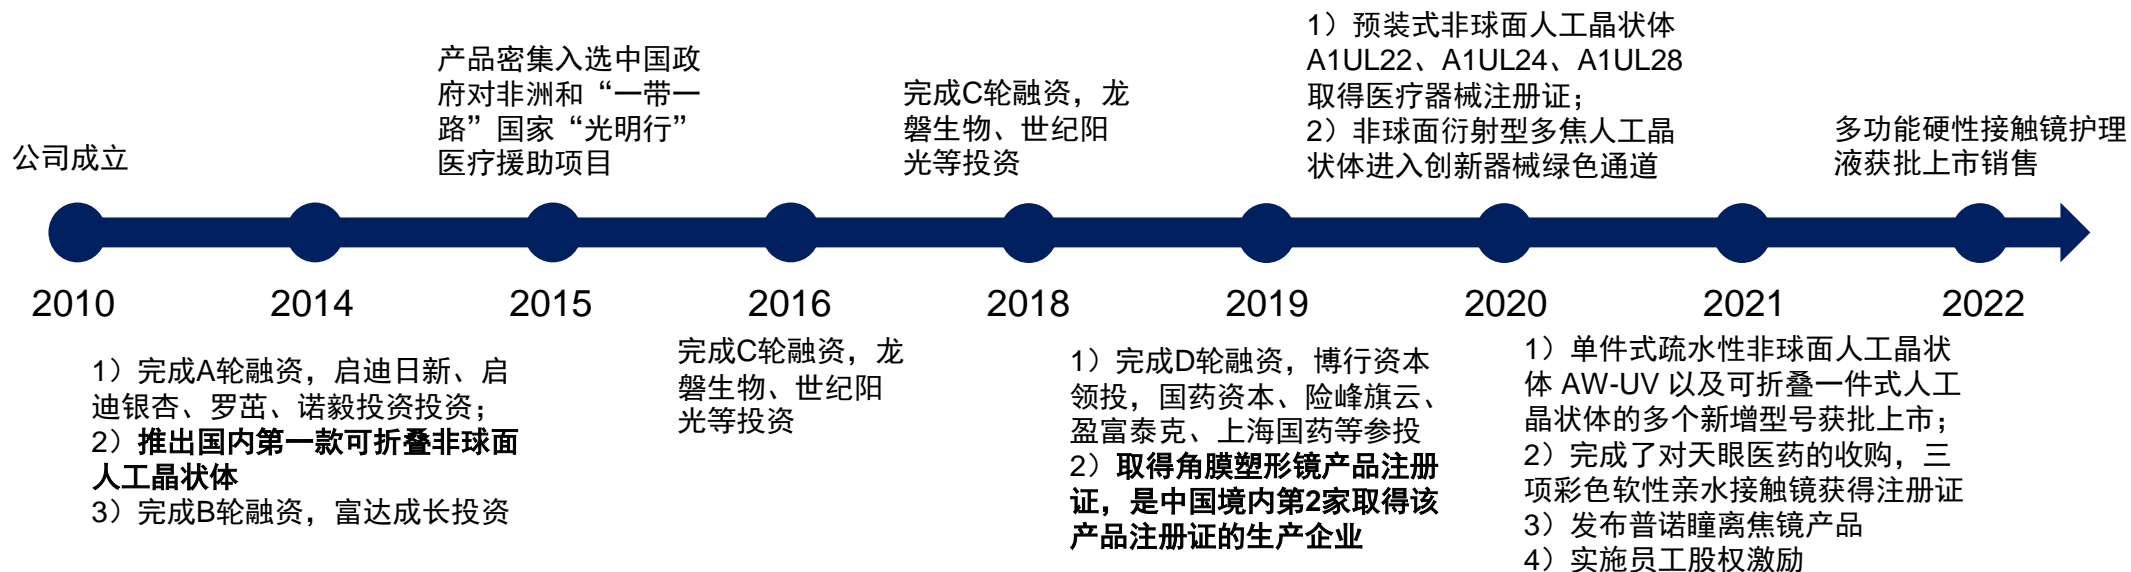 公司成立
产品密集入选中国政
府对非洲和“一带一
路”国家“光明行”
医疗援助项目
完成C轮融资，龙
磐生物、世纪阳
光等投资
1）预装式非球面人工晶状体
A1UL22、A1UL24、A1UL28
取得医疗器械注册证；
2）非球面衍射型多焦人工晶
状体进入创新器械绿色通道
多功能硬性接触镜护理
液获批上市销售
2010
2014
2015
2016
2018
2019
2020
2021
2022
1）完成A轮融资，启迪日新、启
迪银杏、罗茁、诺毅投资投资；
2）推出国内第一款可折叠非球面
人工晶状体
3）完成B轮融资，富达成长投资
完成C轮融资，龙
磐生物、世纪阳
光等投资
1）完成D轮融资，博行资本
领投，国药资本、险峰旗云、
盈富泰克、上海国药等参投
2）取得角膜塑形镜产品注册
证，是中国境内第2家取得该
产品注册证的生产企业
1）单件式疏水性非球面人工晶状
体 AW-UV 以及可折叠一件式人工
晶状体的多个新增型号获批上市；
2）完成了对天眼医药的收购，三
项彩色软性亲水接触镜获得注册证
3）发布普诺瞳离焦镜产品
4）实施员工股权激励